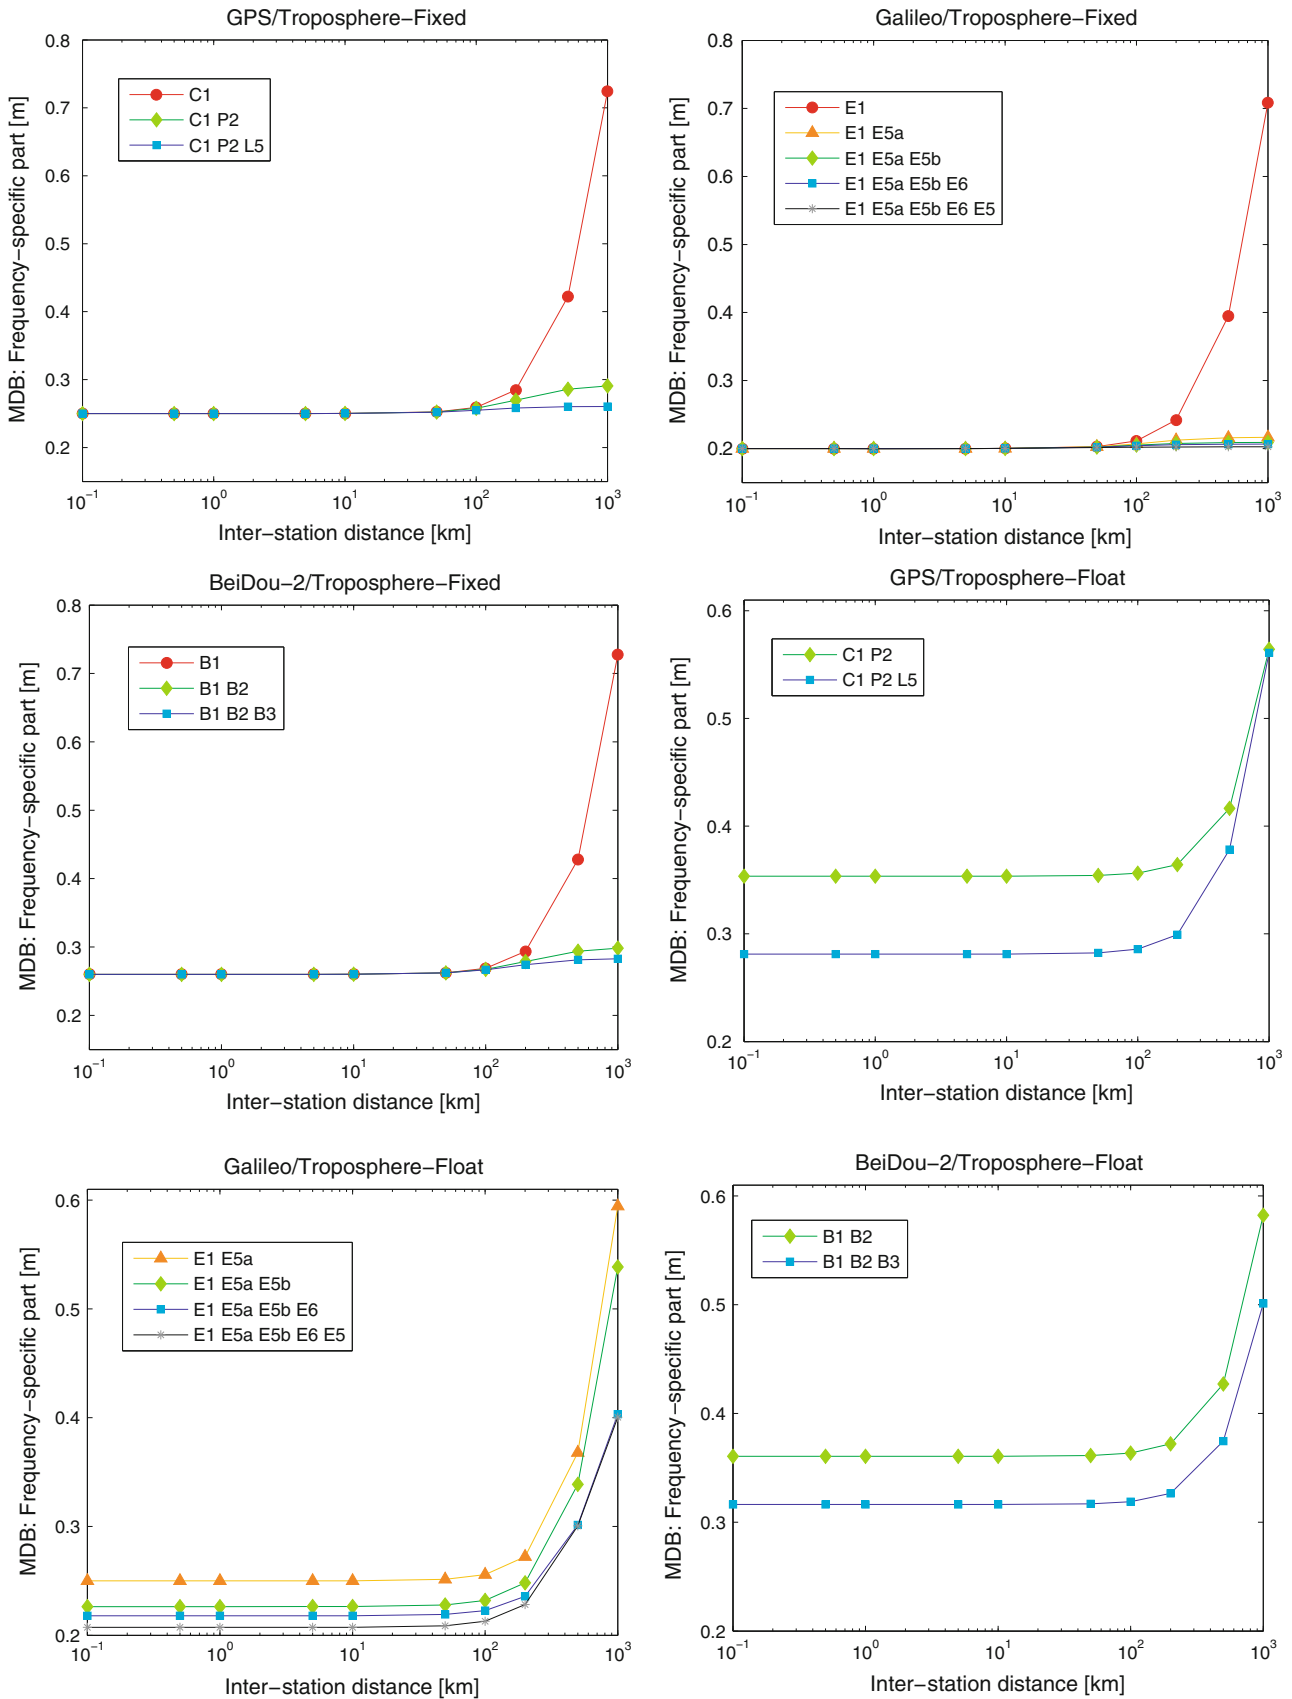 GPS/Troposphere−Fixed
MDB: Frequency−specific part [m]
0.8
0.7
0.6
0.5
0.4
0.3
0.2
C1
C1 P2
C1 P2 L5
10−1 100 101 102 103
Inter−station distance [km]
Galileo/Troposphere−Fixed
MDB: Frequency−specific part [m]
0.8
0.7
0.6
0.5
0.4
0.3
0.2
E1
E1 E5a
E1 E5a E5b
E1 E5a E5b E6
E1 E5a E5b E6 E5
10−1 100 101 102 103
Inter−station distance [km]
BeiDou−2/Troposphere−Fixed
MDB: Frequency−specific part [m]
0.8
0.7
0.6
0.5
0.4
0.3
0.2
B1
B1 B2
B1 B2 B3
10−1 100 101 102 103
Inter−station distance [km]
GPS/Troposphere−Float
MDB: Frequency−specific part [m]
0.6
0.5
0.4
0.3
0.2
C1 P2
C1 P2 L5
10−1 100 101 102 103
Inter−station distance [km]
Galileo/Troposphere−Float
MDB: Frequency−specific part [m]
0.6
0.5
0.4
0.3
0.2
E1 E5a
E1 E5a E5b
E1 E5a E5b E6
E1 E5a E5b E6 E5
10−1 100 101 102 103
Inter−station distance [km]
BeiDou−2/Troposphere−Float
MDB: Frequency−specific part [m]
0.6
0.5
0.4
0.3
0.2
B1 B2
B1 B2 B3
10−1 100 101 102 103
Inter−station distance [km]